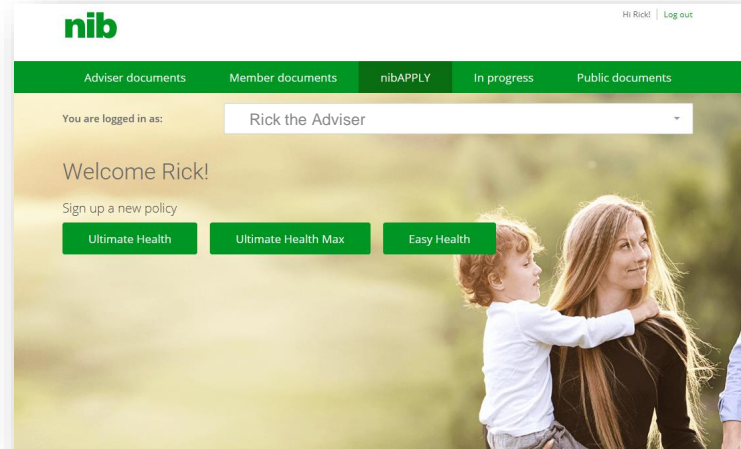 nib
Hi Rick! Log out
Adviser documents Member documents nibAPPLY In progress Public documents
You are logged in as: Rick the Adviser
Welcome Rick!
Sign up a new policy
Ultimate Health Ultimate Health Max Easy Health